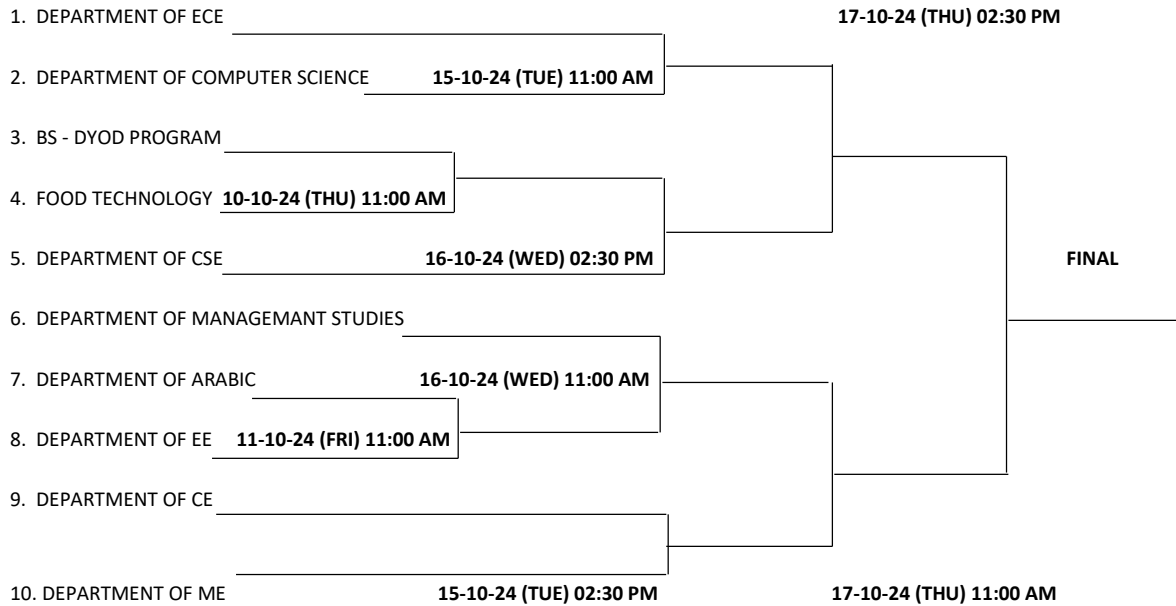 1. DEPARTMENT OF ECE 17-10-24 (THU) 02:30 PM
2. DEPARTMENT OF COMPUTER SCIENCE 15-10-24 (TUE) 11:00 AM
3. BS - DYOD PROGRAM
4. FOOD TECHNOLOGY 10-10-24 (THU) 11:00 AM
5. DEPARTMENT OF CSE 16-10-24 (WED) 02:30 PM FINAL
6. DEPARTMENT OF MANAGEMANT STUDIES
7. DEPARTMENT OF ARABIC 16-10-24 (WED) 11:00 AM
8. DEPARTMENT OF EE 11-10-24 (FRI) 11:00 AM
9. DEPARTMENT OF CE
10. DEPARTMENT OF ME 15-10-24 (TUE) 02:30 PM 17-10-24 (THU) 11:00 AM